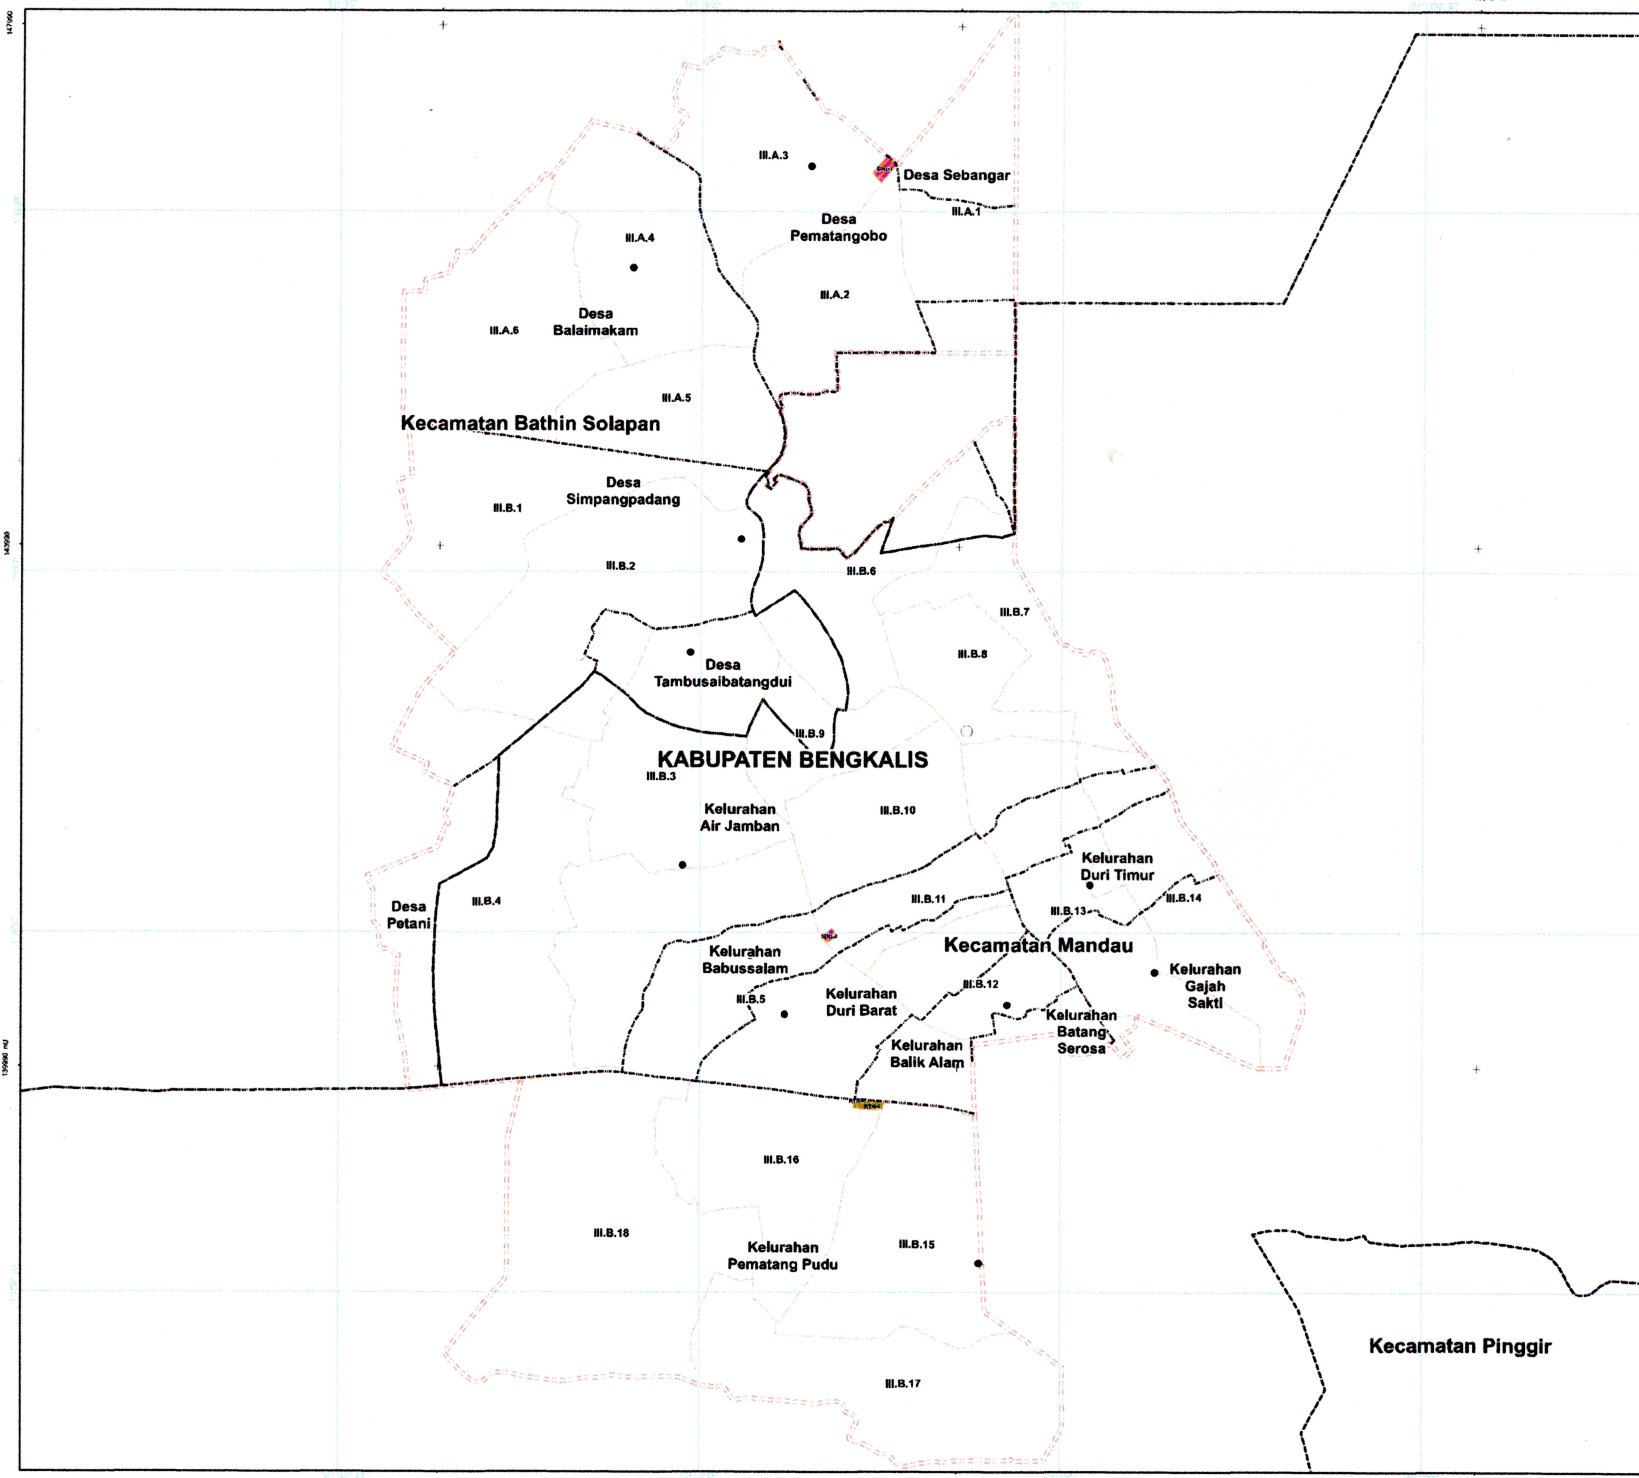 147990
III.A.3
Desa Sebangar
III.A.1
Desa
Pematangobo
III.A.4
III.A.2
Desa
Balaimakam
III.A.6
III.A.5
Kecamatan Bathin Solapan
Desa
Simpangpadang
III.B.1
143990
III.B.2
III.B.6
III.B.7
III.B.8
Desa
Tambusaibatangdui
III.B.9
KABUPATEN BENGKALIS
III.B.3
Kelurahan
Air Jamban
III.B.10
Kelurahan
Duri Timur
III.B.4
Desa
Petani
III.B.11
III.B.13
III.B.14
Kecamatan Mandau
Kelurahan
Babussalam
Kelurahan
Gajah
Sakti
III.B.12
III.B.5
Kelurahan
Duri Barat
Kelurahan
Batang
Serosa
Kelurahan
Balik Alam
139990 mU
III.B.16
III.B.18
III.B.15
Kelurahan
Pematang Pudu
Kecamatan Pinggir
III.B.17